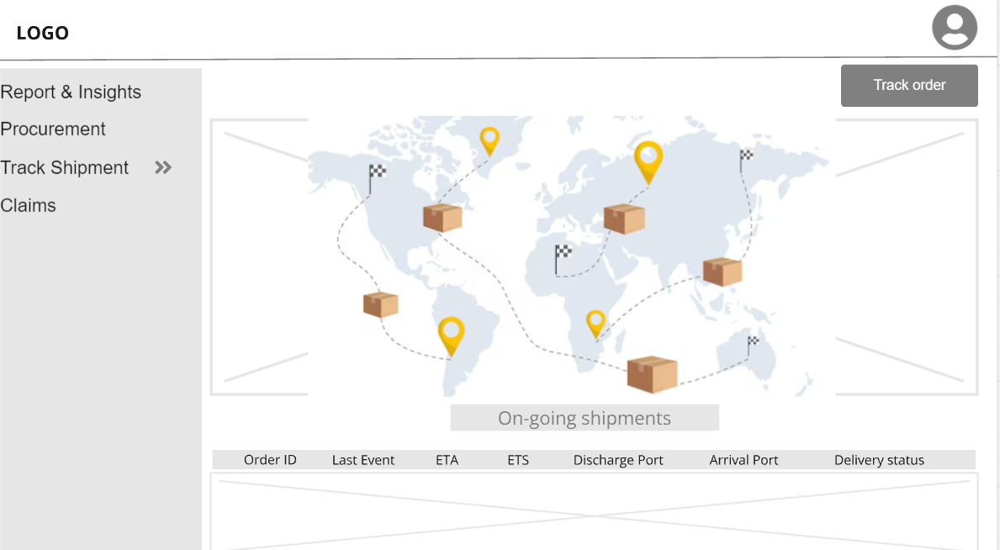 LOGO
Track order
Report & Insights
Procurement
Track Shipment
Claims
On-going shipments
Order ID Last Event ETA ETS Discharge Port Arrival Port Delivery status